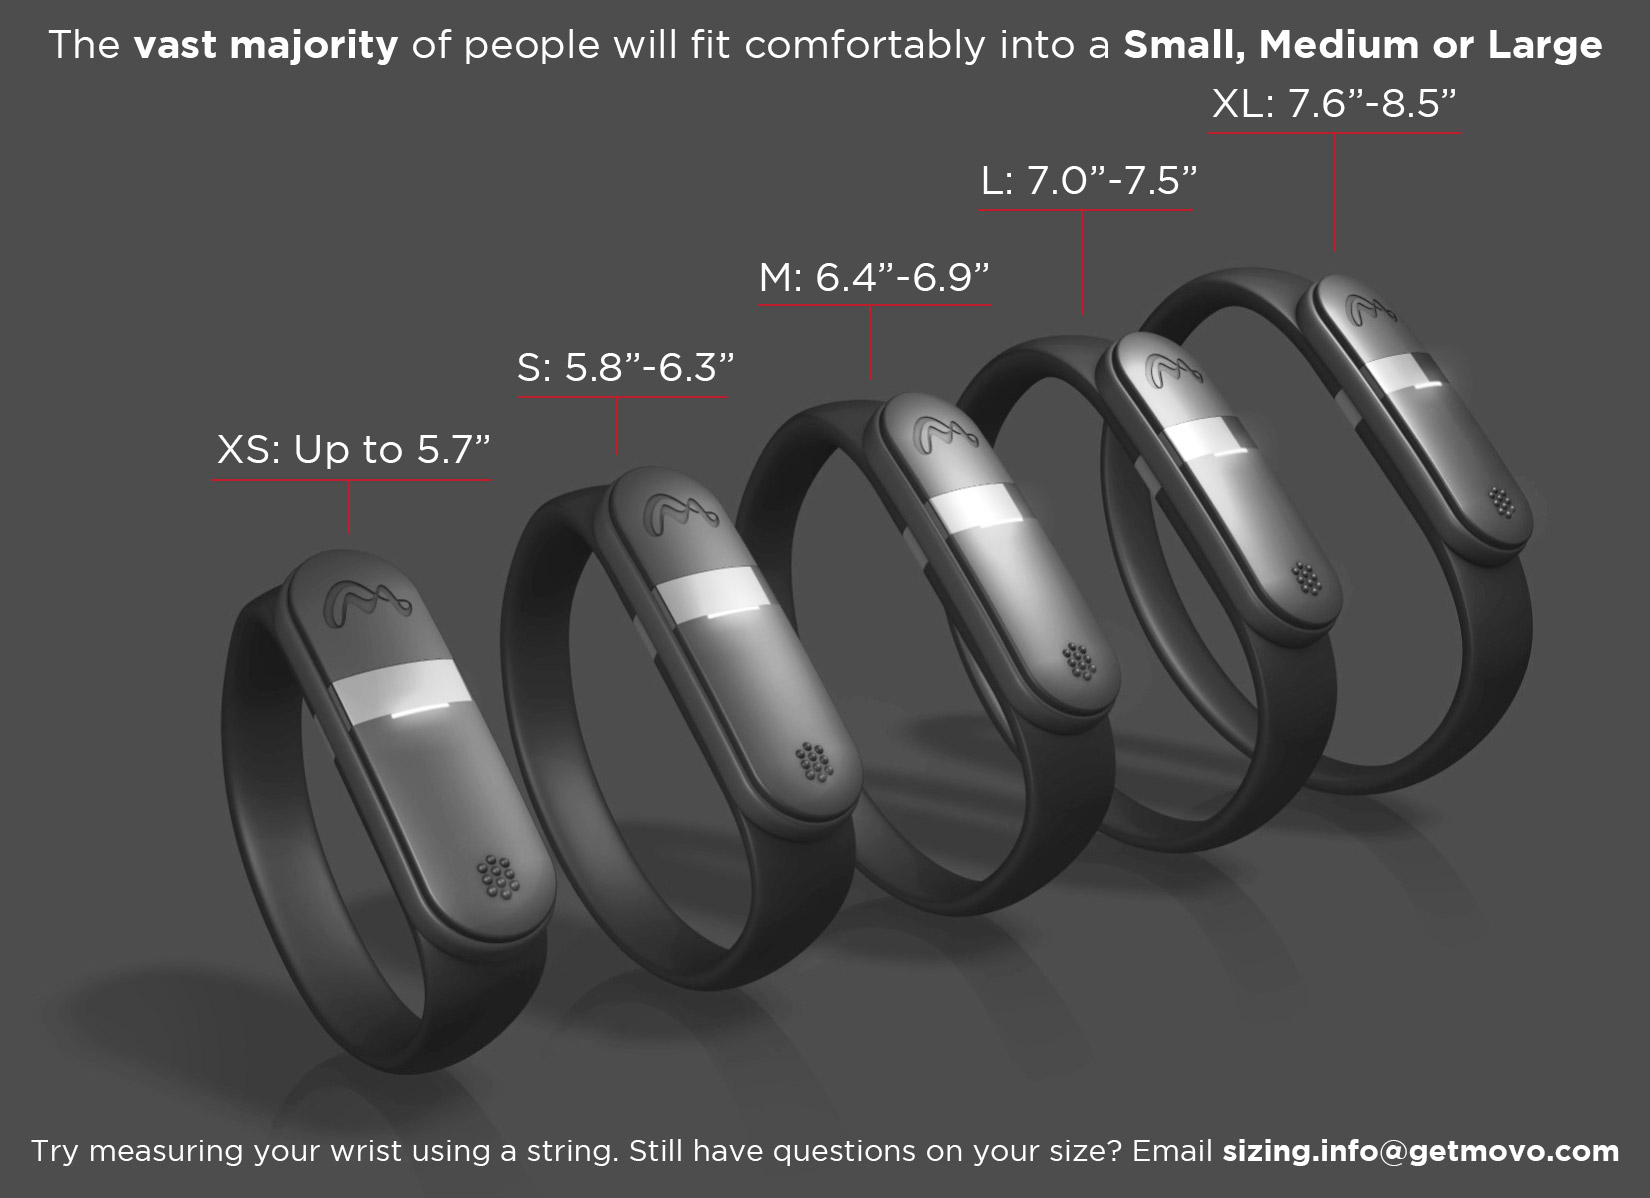 The vast majority of people will fit comfortably into a Small, Medium or Large
XL: 7.6”-8.5”
L: 7.0”-7.5”
M: 6.4”-6.9”
S: 5.8”-6.3”
XS: Up to 5.7”
Try measuring your wrist using a string. Still have questions on your size? Email sizing.info@getmovo.com